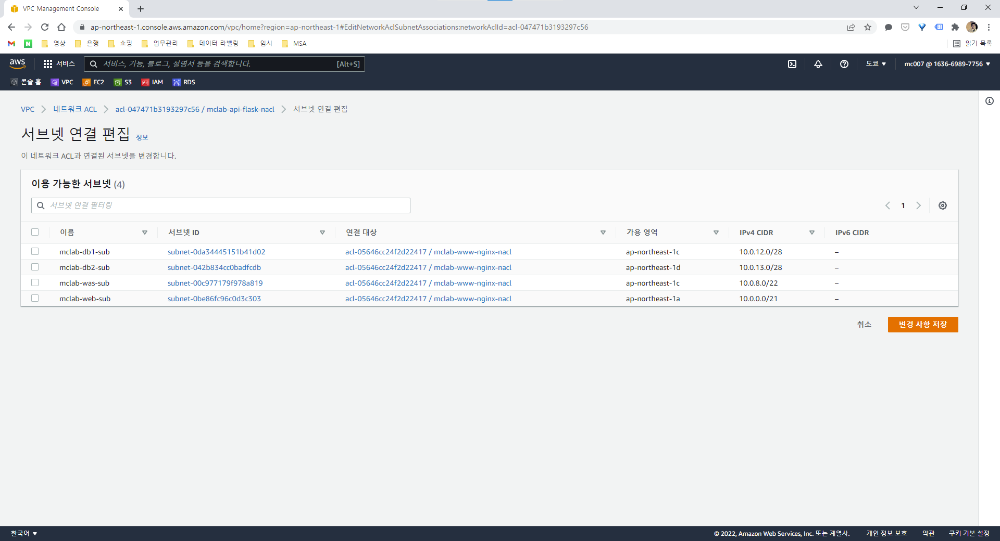 VPC Management Console
ap-northeast-1.console.aws.amazon.com/vpc/home?region=ap-northeast-1#EditNetworkAclSubnetAssociations:networkAclId=acl-047471b3193297c56
N 영상 은행 쇼핑 업무관리 데이터 라벨링 임시 MSA 읽기 목록
aws 서비스 서비스, 기능, 블로그, 설명서 등을 검색합니다. [Alt+S] 도쿄 mc007 @ 1636-6989-7756
콘솔 홈 VPC EC2 S3 IAM RDS
VPC 네트워크 ACL acl-047471b3193297c56 / mclab-api-flask-nacl 서브넷 연결 편집
서브넷 연결 편집 정보
이 네트워크 ACL과 연결된 서브넷을 변경합니다.
이용 가능한 서브넷 (4)
서브넷 연결 필터링 1
이름 서브넷 ID 연결 대상 가용 영역 IPv4 CIDR IPv6 CIDR
mclab-db1-sub subnet-0da34445151b41d02 acl-05646cc24f2d22417 / mclab-www-nginx-nacl ap-northeast-1c 10.0.12.0/28 –
mclab-db2-sub subnet-042b834cc0badfcdb acl-05646cc24f2d22417 / mclab-www-nginx-nacl ap-northeast-1d 10.0.13.0/28 –
mclab-was-sub subnet-00c977179f978a819 acl-05646cc24f2d22417 / mclab-www-nginx-nacl ap-northeast-1c 10.0.8.0/22 –
mclab-web-sub subnet-0be86fc96c0d3c303 acl-05646cc24f2d22417 / mclab-www-nginx-nacl ap-northeast-1a 10.0.0.0/21 –
취소 변경 사항 저장
한국어 © 2022, Amazon Web Services, Inc. 또는 계열사. 개인 정보 보호 약관 쿠키 기본 설정